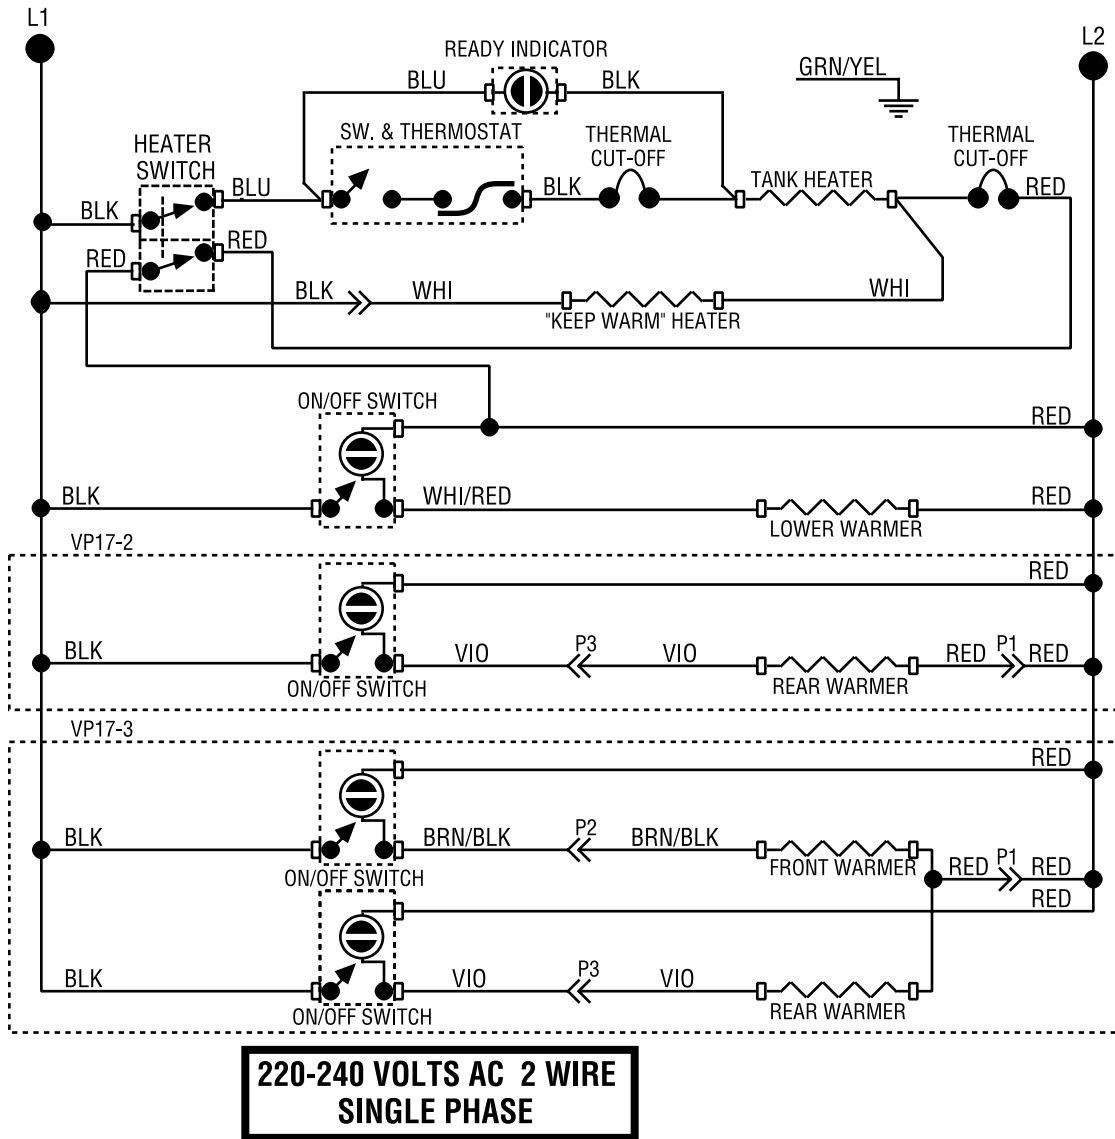 L1
L2
READY INDICATOR
BLU
BLK
GRN/YEL
SW. & THERMOSTAT
THERMAL
CUT-OFF
THERMAL
CUT-OFF
HEATER
SWITCH
BLU
BLK
TANK HEATER
RED
BLK
RED
RED
BLK
WHI
WHI
"KEEP WARM" HEATER
ON/OFF SWITCH
RED
BLK
WHI/RED
RED
LOWER WARMER
VP17-2
RED
BLK
VIO
P3
VIO
RED
P1
RED
ON/OFF SWITCH
REAR WARMER
VP17-3
RED
BLK
BRN/BLK
P2
BRN/BLK
FRONT WARMER
RED
P1
RED
ON/OFF SWITCH
RED
BLK
VIO
P3
VIO
REAR WARMER
ON/OFF SWITCH
220-240 VOLTS AC 2 WIRE
SINGLE PHASE